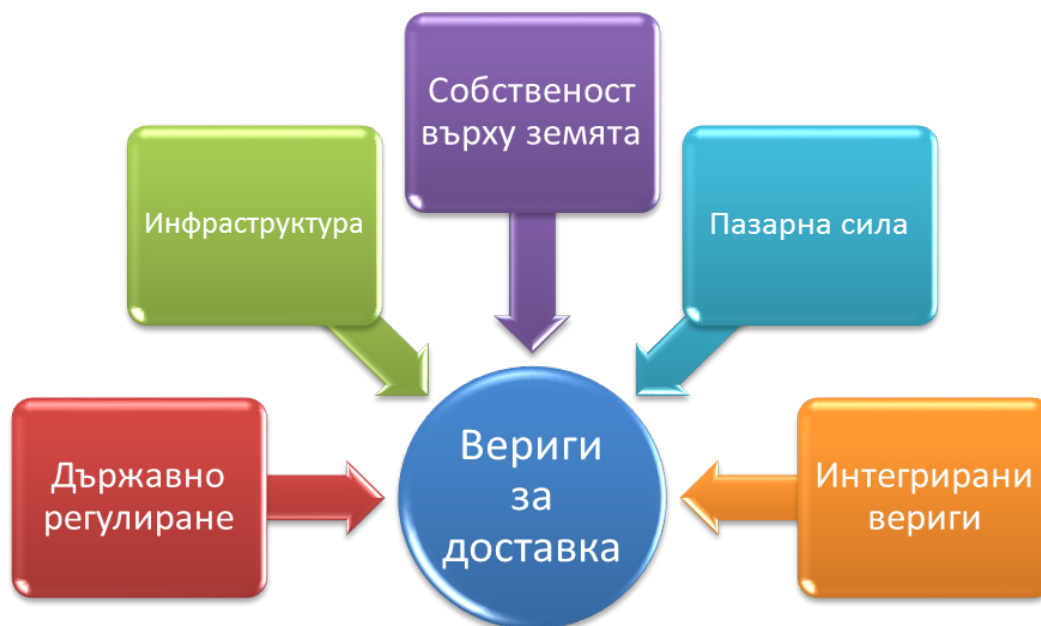 Собственост
върху земята
Инфраструктура
Пазарна сила
Държавно
регулиране
Вериги
за
доставка
Интегрирани
вериги